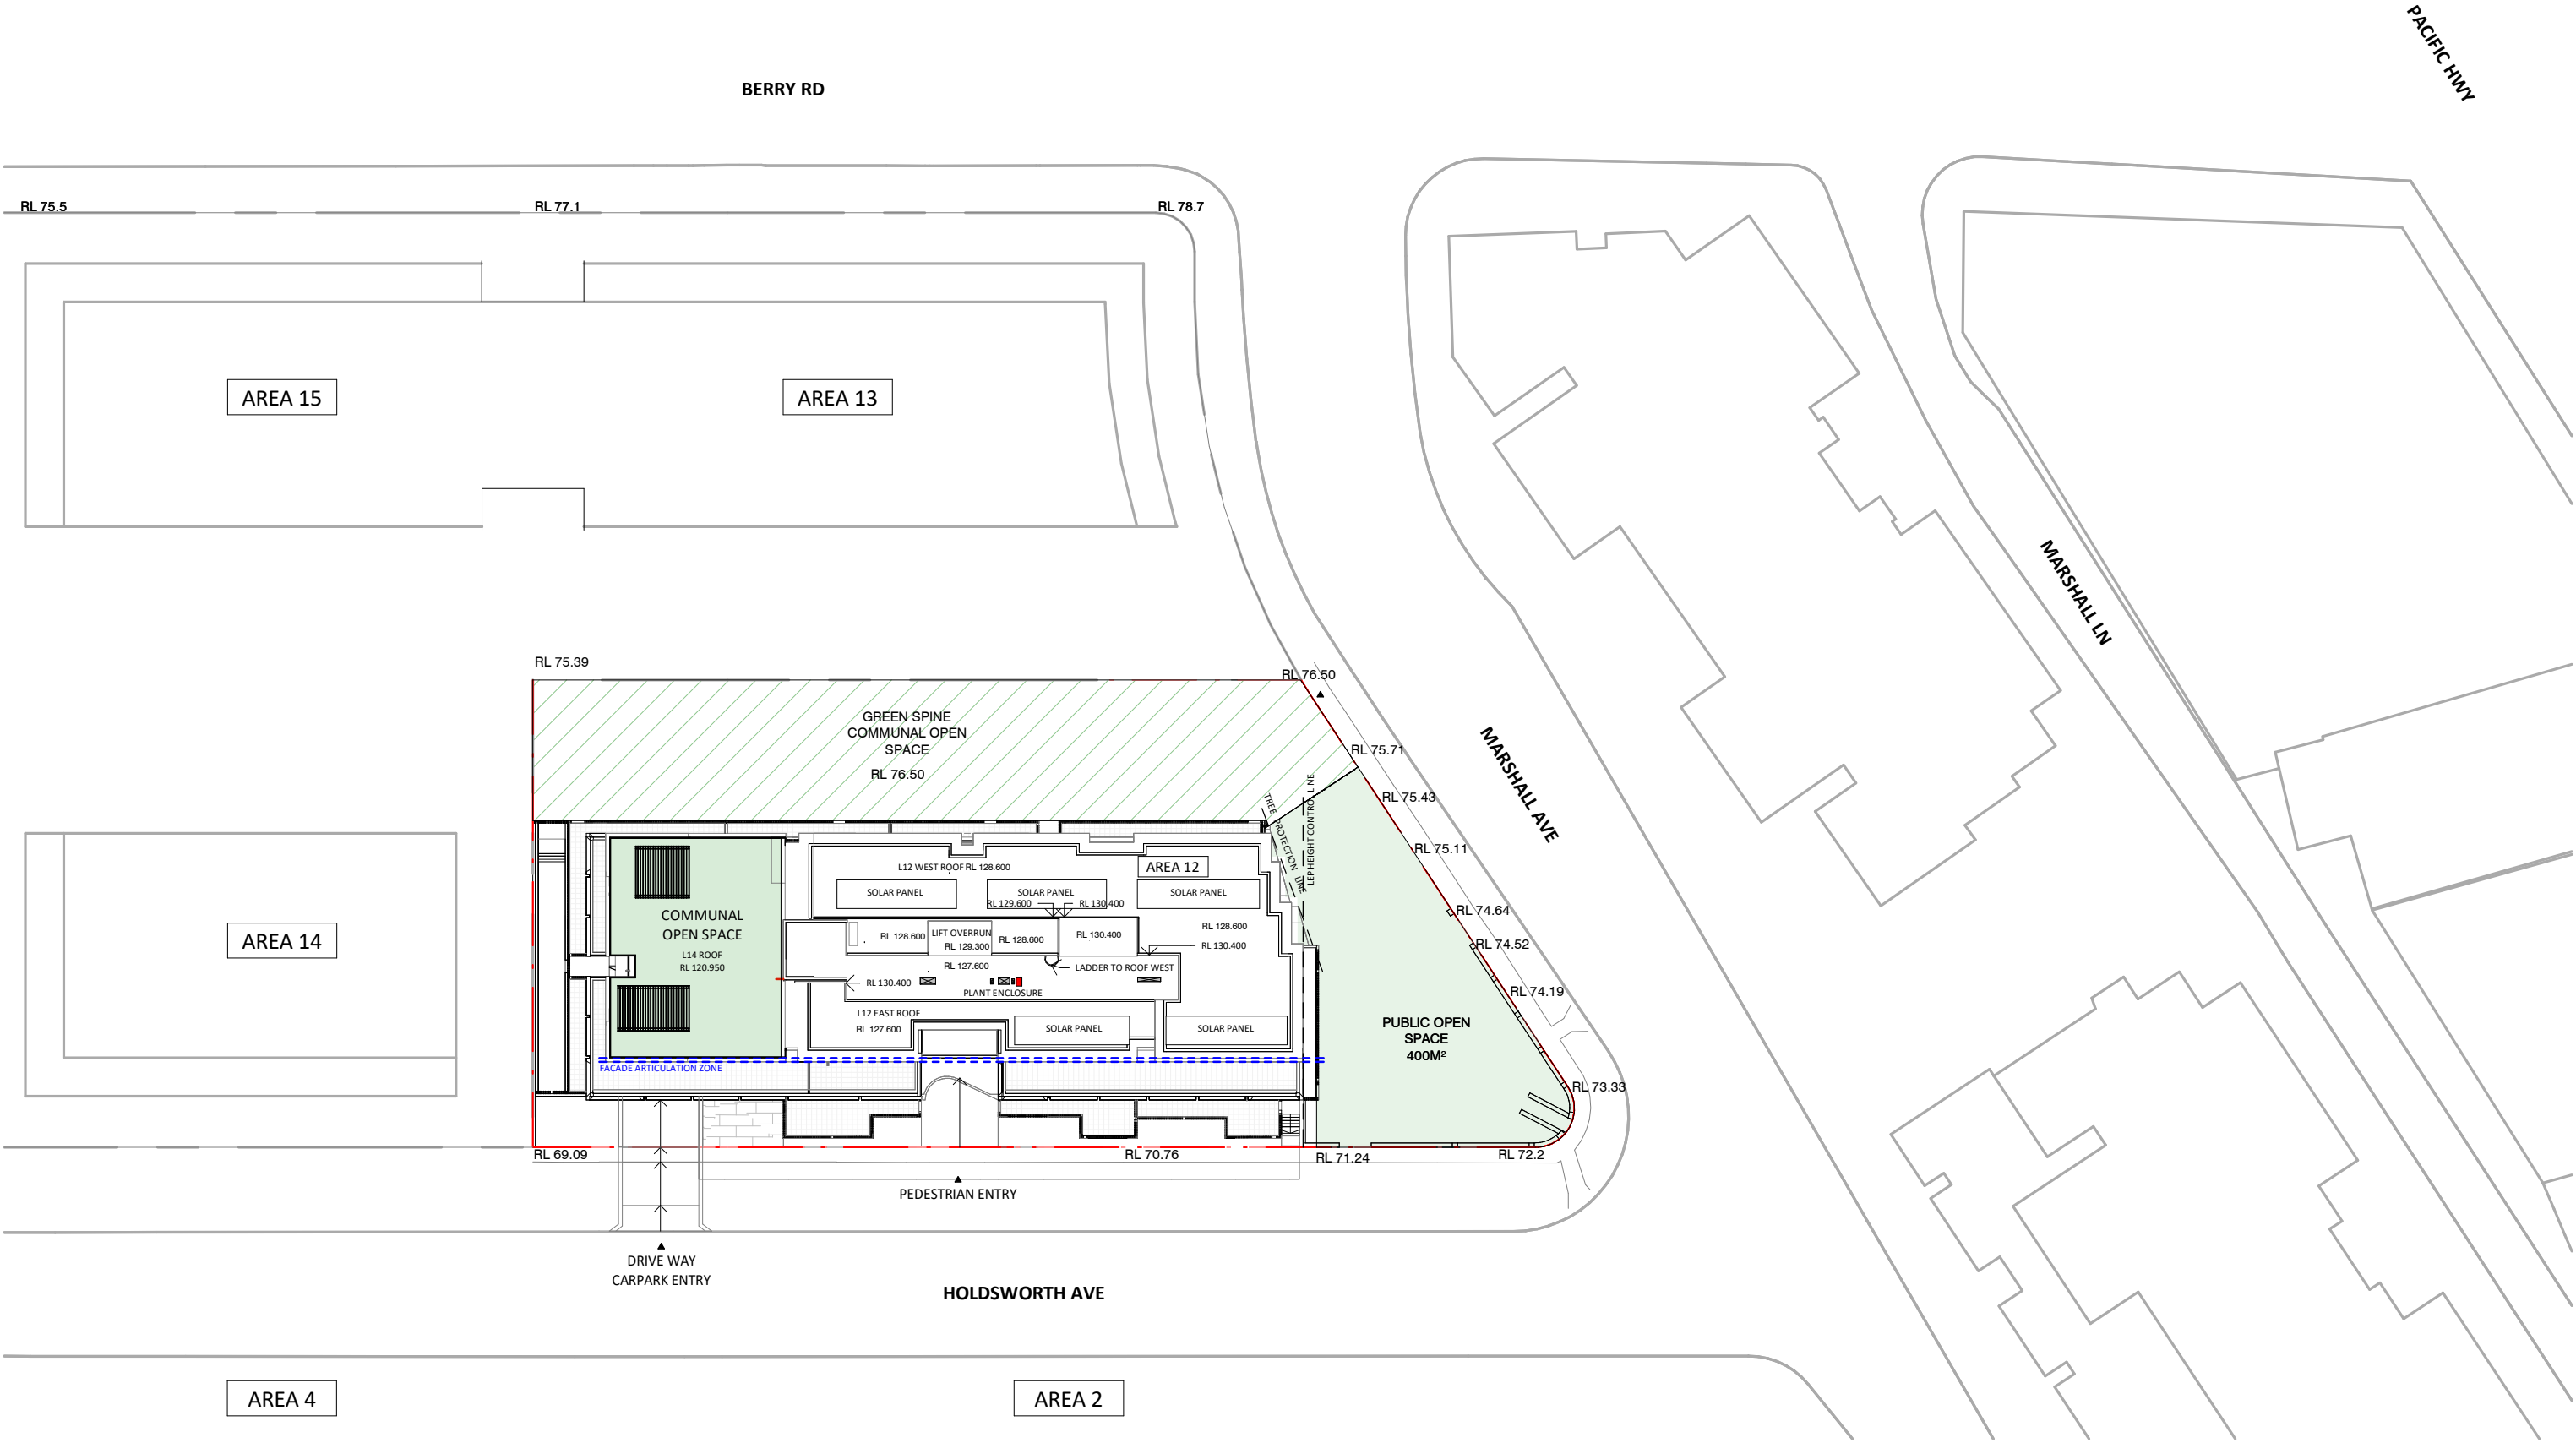 PACIFIC HWY
BERRY RD
RL 75.5
RL 77.1
RL 78.7
AREA 15
AREA 13
MARSHALL LN
RL 75.39
RL 76.50
GREEN SPINE
COMMUNAL OPEN
SPACE
RL 76.50
RL 75.71
MARSHALL AVE
RL 75.43
TREE PROTECTION LINE
LEP HEIGHT CONTROL LINE
RL 75.11
L12 WEST ROOF RL 128.600
AREA 12
SOLAR PANEL
SOLAR PANEL
SOLAR PANEL
RL 129.600
RL 130.400
RL 74.64
COMMUNAL
OPEN SPACE
L14 ROOF
RL 120.950
AREA 14
RL 128.600
LIFT OVERRUN
RL 129.300
RL 128.600
RL 130.400
RL 128.600
RL 130.400
RL 74.52
RL 127.600
LADDER TO ROOF WEST
RL 130.400
PLANT ENCLOSURE
RL 74.19
L12 EAST ROOF
RL 127.600
SOLAR PANEL
SOLAR PANEL
PUBLIC OPEN
SPACE
400M²
FACADE ARTICULATION ZONE
RL 73.33
RL 69.09
RL 70.76
RL 71.24
RL 72.2
PEDESTRIAN ENTRY
DRIVE WAY
CARPARK ENTRY
HOLDSWORTH AVE
AREA 4
AREA 2